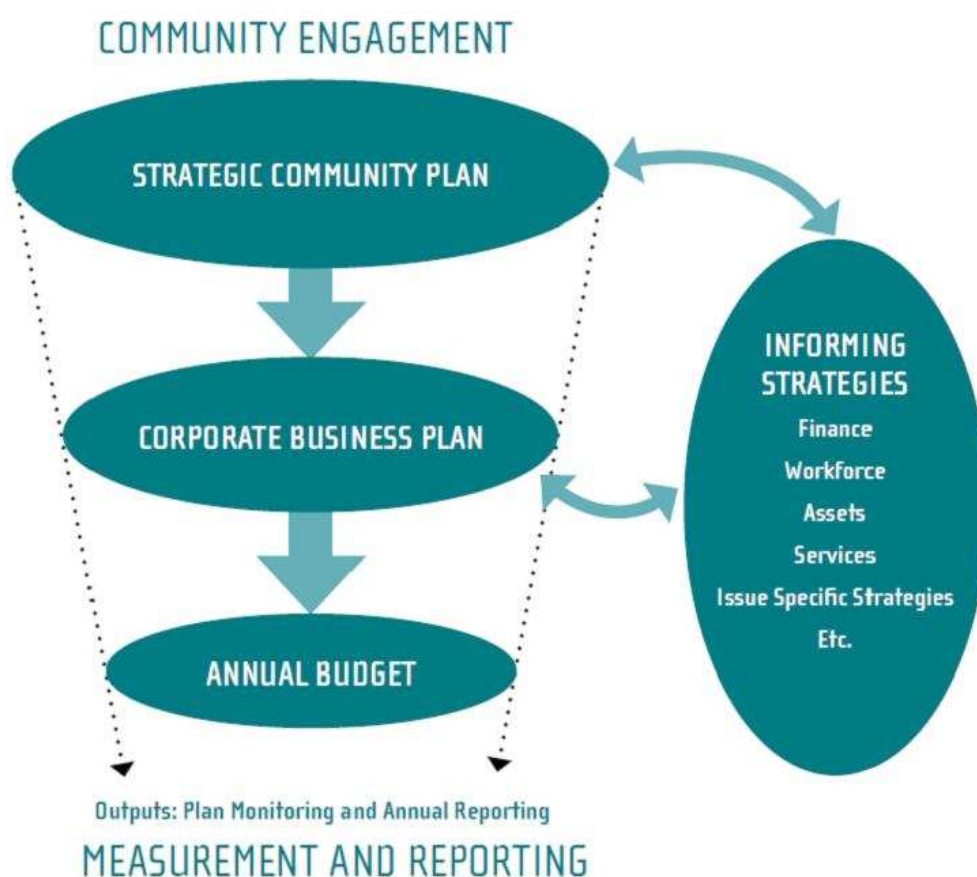 COMMUNITY ENGAGEMENT
STRATEGIC COMMUNITY PLAN
CORPORATE BUSINESS PLAN
ANNUAL BUDGET
INFORMING
STRATEGIES
Finance
Workforce
Assets
Services
Issue Specific Strategies
Etc.
Outputs: Plan Monitoring and Annual Reporting
MEASUREMENT AND REPORTING